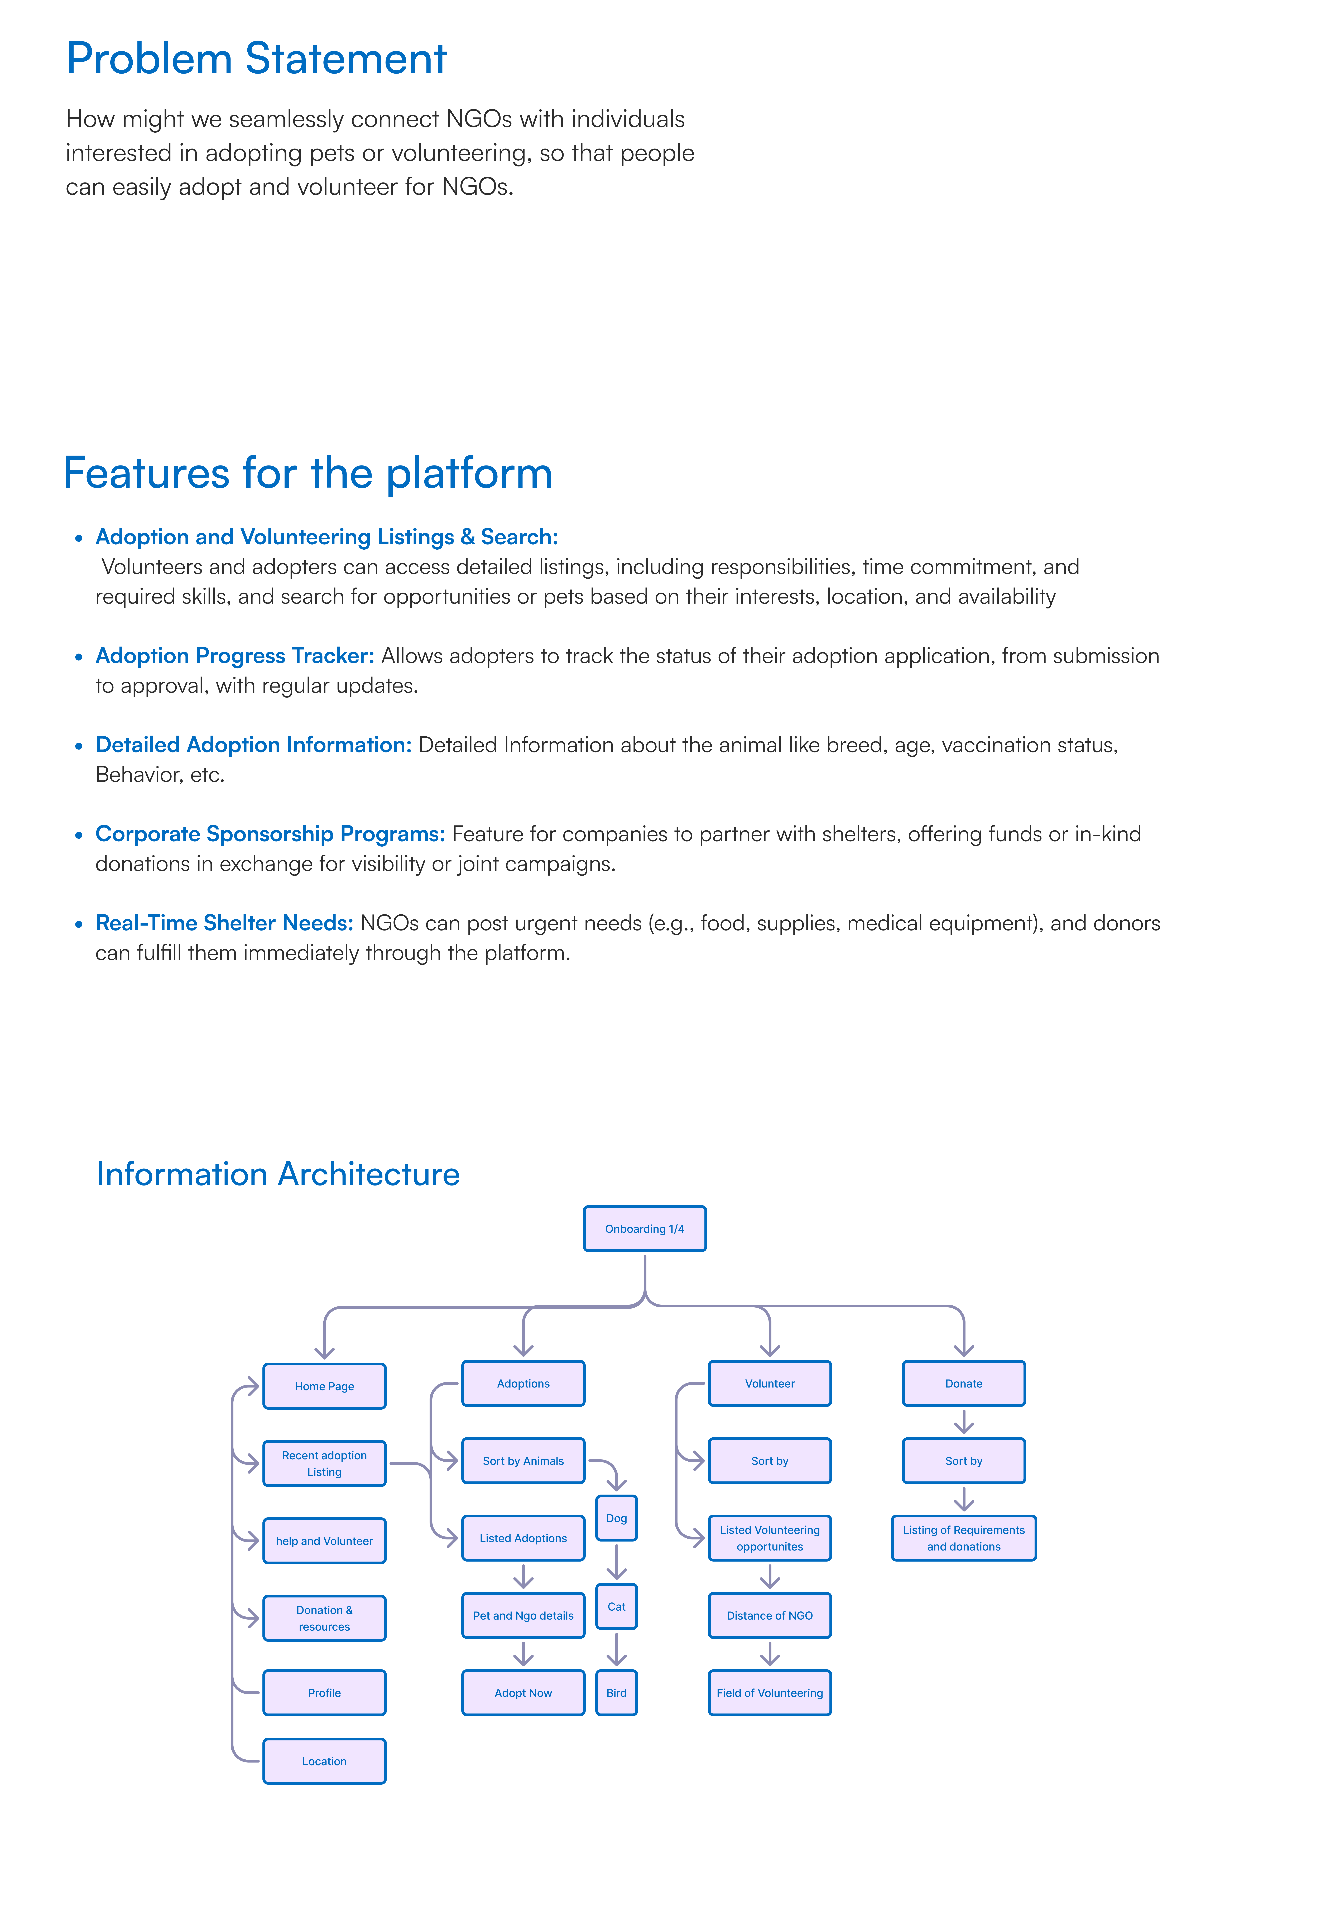 Problem Statement
How might we seamlessly connect NGOs with individuals
interested in adopting pets or volunteering, so that people
can easily adopt and volunteer for NGOs.
Features for the platform
• Adoption and Volunteering Listings & Search:
Volunteers and adopters can access detailed listings, including responsibilities, time commitment, and
required skills, and search for opportunities or pets based on their interests, location, and availability
• Adoption Progress Tracker: Allows adopters to track the status of their adoption application, from submission
to approval, with regular updates.
• Detailed Adoption Information: Detailed Information about the animal like breed, age, vaccination status,
Behavior, etc.
• Corporate Sponsorship Programs: Feature for companies to partner with shelters, offering funds or in-kind
donations in exchange for visibility or joint campaigns.
• Real-Time Shelter Needs: NGOs can post urgent needs (e.g., food, supplies, medical equipment), and donors
can fulfill them immediately through the platform.
Information Architecture
Onboarding 1/4
Home Page
Recent adoption
Listing
help and Volunteer
Donation &
resources
Profile
Location
Adoptions
Sort by Animals
Listed Adoptions
Pet and Ngo details
Adopt Now
Dog
Cat
Bird
Volunteer
Sort by
Listed Volunteering
opportunites
Distance of NGO
Field of Volunteering
Donate
Sort by
Listing of Requirements
and donations